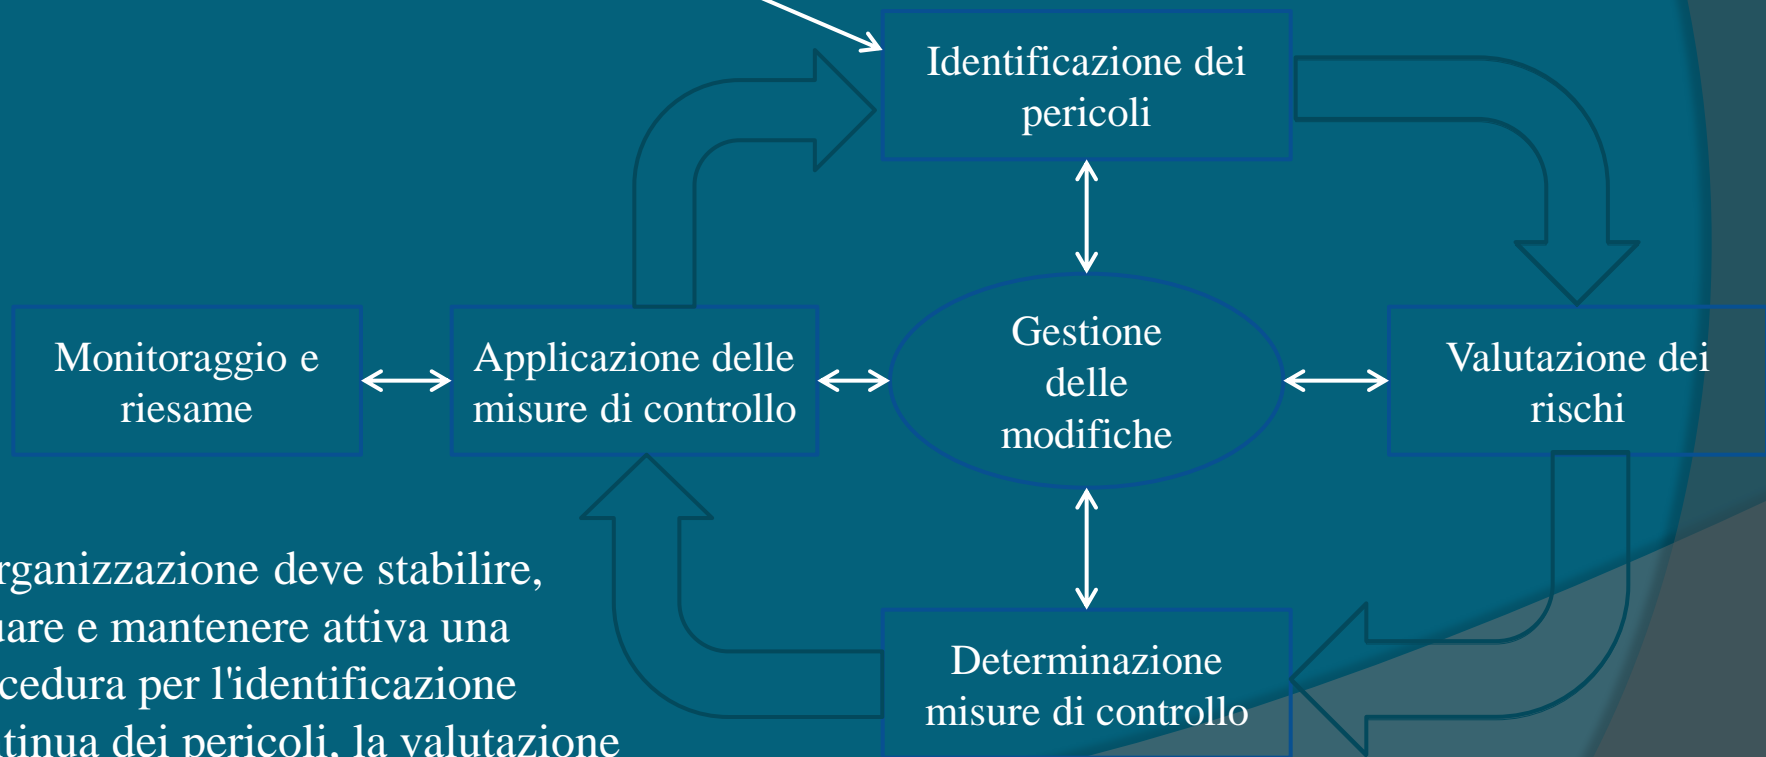 Identificazione dei
pericoli
Monitoraggio e
riesame
Applicazione delle
misure di controllo
Gestione
delle
modifiche
Valutazione dei
rischi
Determinazione
misure di controllo
rganizzazione deve stabilire,
uare e mantenere attiva una
cedura per l'identificazione
tinua dei pericoli, la valutazione